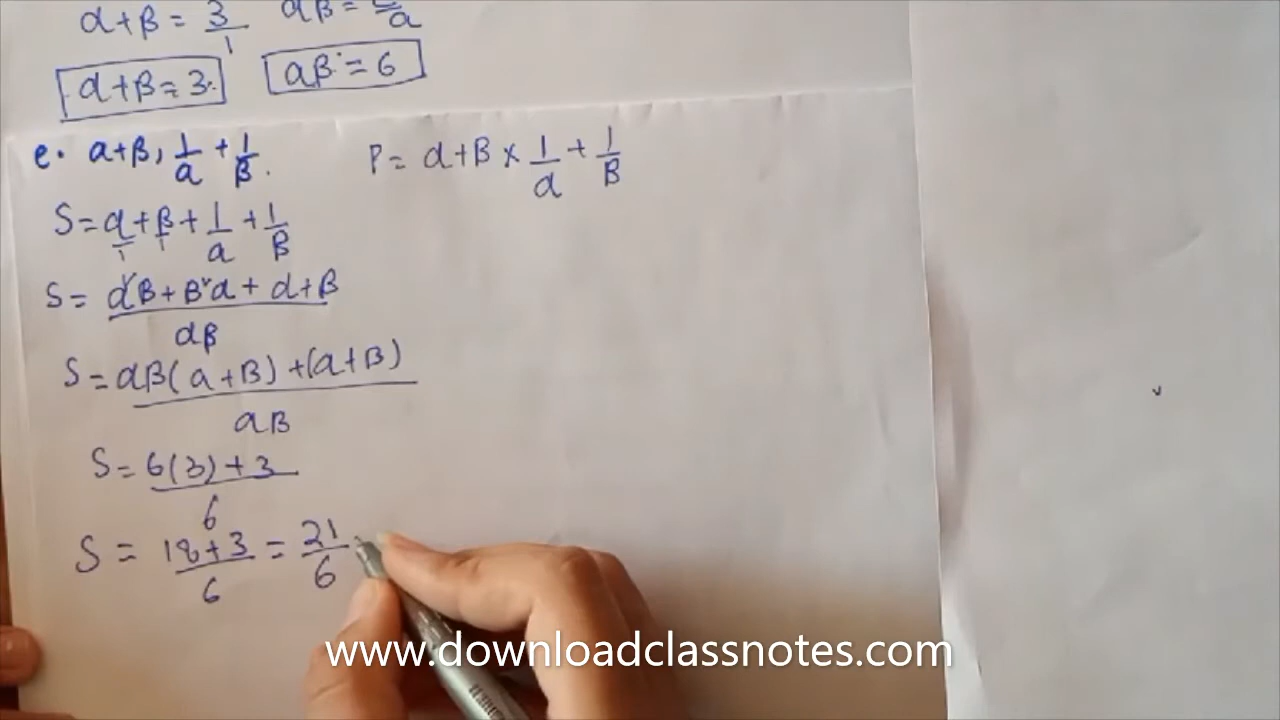 α+β = 3/1 αβ = c/a
α+β = 3. αβ = 6
e. α+β, 1/α + 1/β.
P = α+β × 1/α + 1/β
S = α/1 + β/1 + 1/α + 1/β
S = α²β + β²α + α+β / αβ
S = αβ(α+β) + (α+β) / αβ
S = 6(3) + 3 / 6
S = 18+3 / 6 = 21/6
www.downloadclassnotes.com